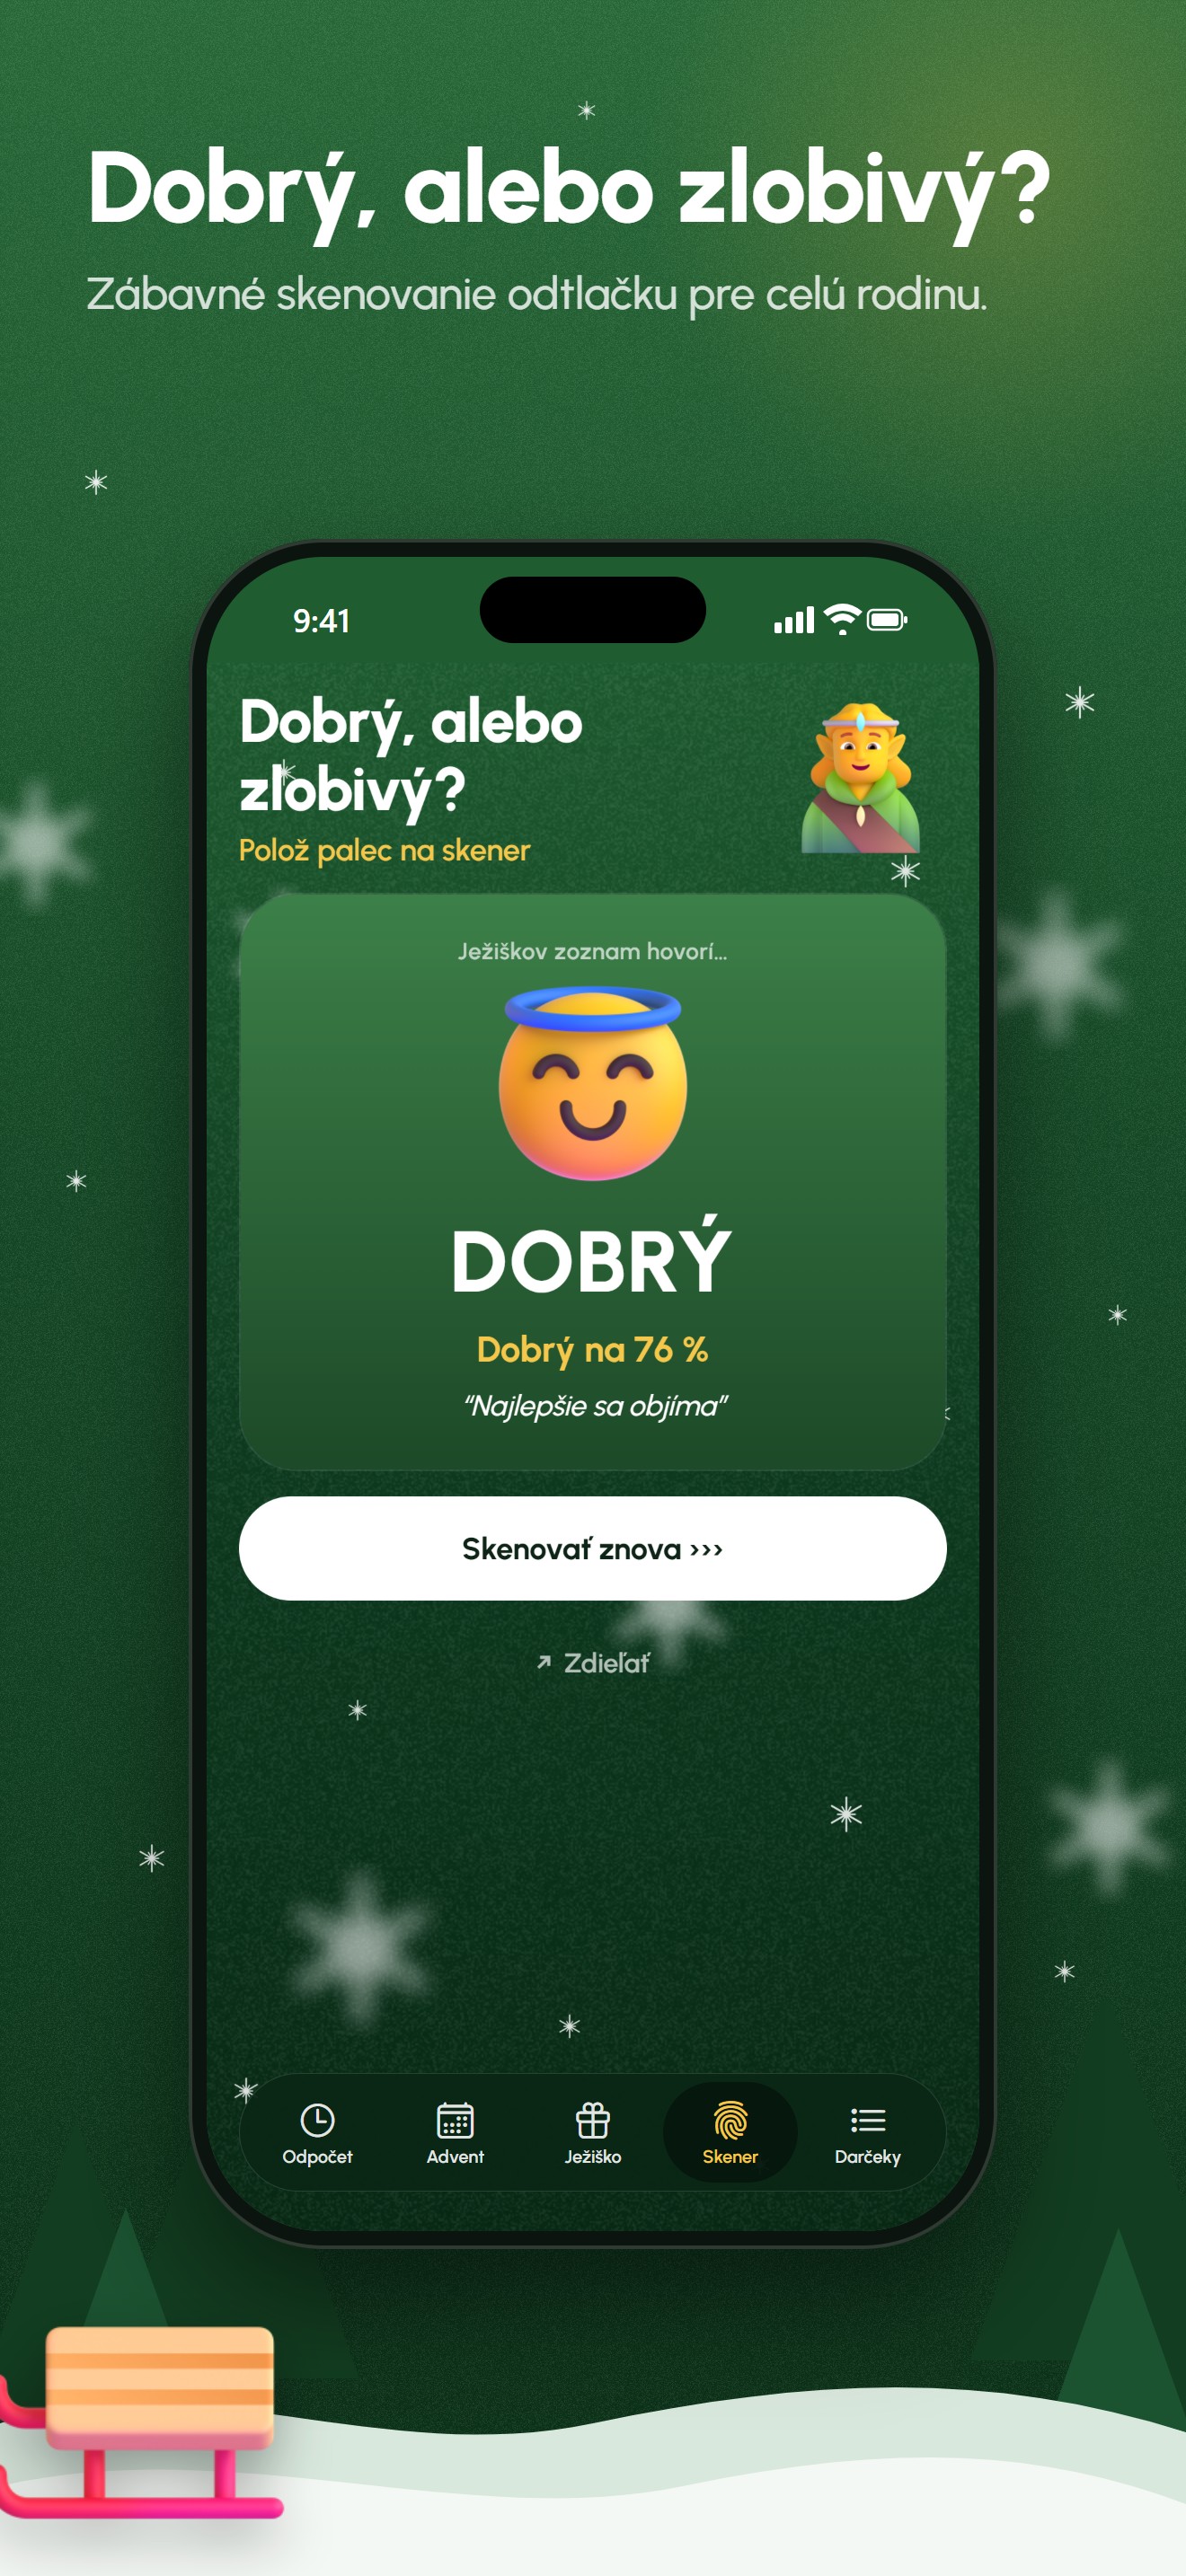 Dobrý, alebo zlobivý?
Zábavné skenovanie odtlačku pre celú rodinu.
9:41
Dobrý, alebo
zlobivý?
Polož palec na skener
Ježiškov zoznam hovorí...
DOBRÝ
Dobrý na 76 %
“Najlepšie sa objíma”
Skenovať znova ›››
↗ Zdieľať
Odpočet
Advent
Ježiško
Skener
Darčeky